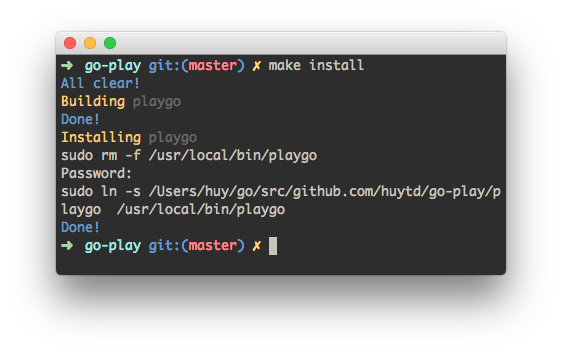 ➜ go-play git:(master) ✗ make install
All clear!
Building playgo
Done!
Installing playgo
sudo rm -f /usr/local/bin/playgo
Password:
sudo ln -s /Users/huy/go/src/github.com/huytd/go-play/p
laygo  /usr/local/bin/playgo
Done!
➜ go-play git:(master) ✗